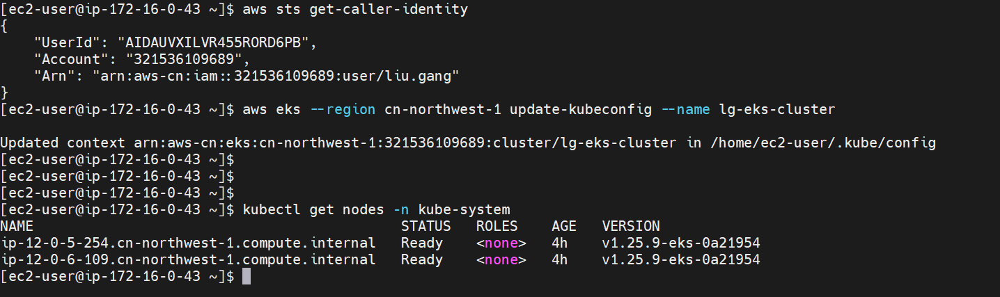 [ec2-user@ip-172-16-0-43 ~]$ aws sts get-caller-identity
{
    "UserId": "AIDAUVXILVR455RORD6PB",
    "Account": "321536109689",
    "Arn": "arn:aws-cn:iam::321536109689:user/liu.gang"
}
[ec2-user@ip-172-16-0-43 ~]$ aws eks --region cn-northwest-1 update-kubeconfig --name lg-eks-cluster
Updated context arn:aws-cn:eks:cn-northwest-1:321536109689:cluster/lg-eks-cluster in /home/ec2-user/.kube/config
[ec2-user@ip-172-16-0-43 ~]$
[ec2-user@ip-172-16-0-43 ~]$
[ec2-user@ip-172-16-0-43 ~]$
[ec2-user@ip-172-16-0-43 ~]$ kubectl get nodes -n kube-system
NAME                                            STATUS   ROLES    AGE   VERSION
ip-12-0-5-254.cn-northwest-1.compute.internal   Ready    <none>   4h    v1.25.9-eks-0a21954
ip-12-0-6-109.cn-northwest-1.compute.internal   Ready    <none>   4h    v1.25.9-eks-0a21954
[ec2-user@ip-172-16-0-43 ~]$